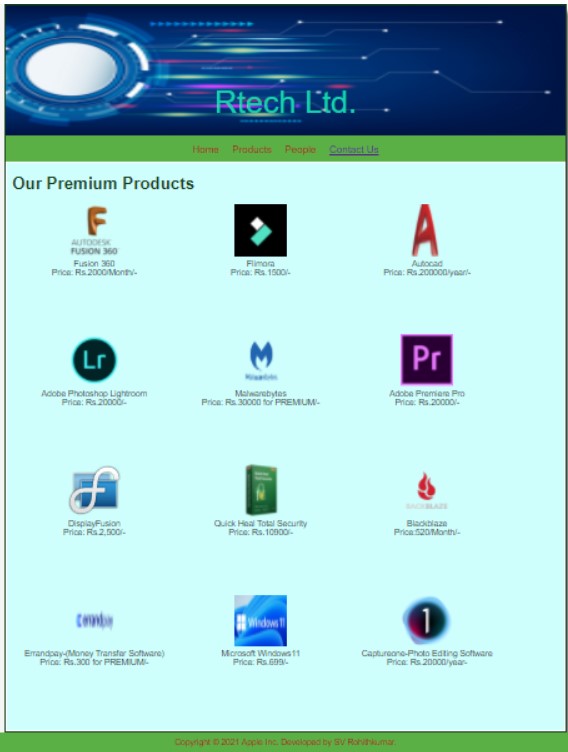 Rtech Ltd.
Home Products People Contact Us
Our Premium Products
AUTODESK
FUSION 360
Fusion 360
Price: Rs.2000/Month/-
Filmora
Price: Rs.1500/-
Autocad
Price: Rs.200000/year/-
Lr
Adobe Photoshop Lightroom
Price: Rs.20000/-
Malwarebytes
Malwarebytes
Price: Rs.30000 for PREMIUM/-
Pr
Adobe Premiere Pro
Price: Rs.20000/-
DisplayFusion
Price: Rs.2,500/-
Quick Heal Total Security
Price: Rs.10900/-
BACKBLAZE
Blackblaze
Price:520/Month/-
Errandpay
Errandpay-(Money Transfer Software)
Price: Rs.300 for PREMIUM/-
Windows 11
Microsoft Windows11
Price: Rs.699/-
1
Captureone-Photo Editing Software
Price: Rs.20000/year-
Copyright © 2021 Apple Inc. Developed by SV Rohithkumar